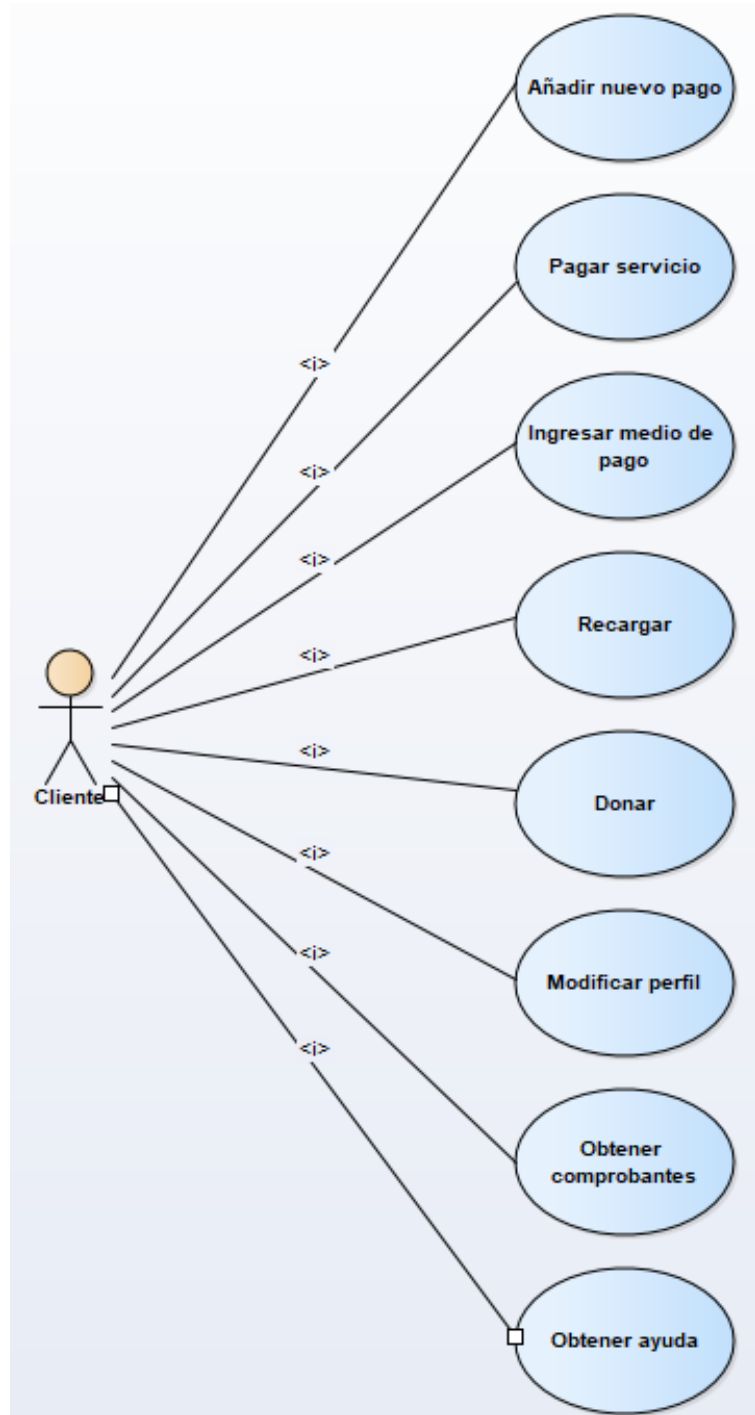 Añadir nuevo pago
Pagar servicio
<i>
<i>
Ingresar medio de
pago
<i>
Recargar
<i>
Cliente
<i>
Donar
<i>
Modificar perfil
<i>
Obtener
comprobantes
<i>
Obtener ayuda